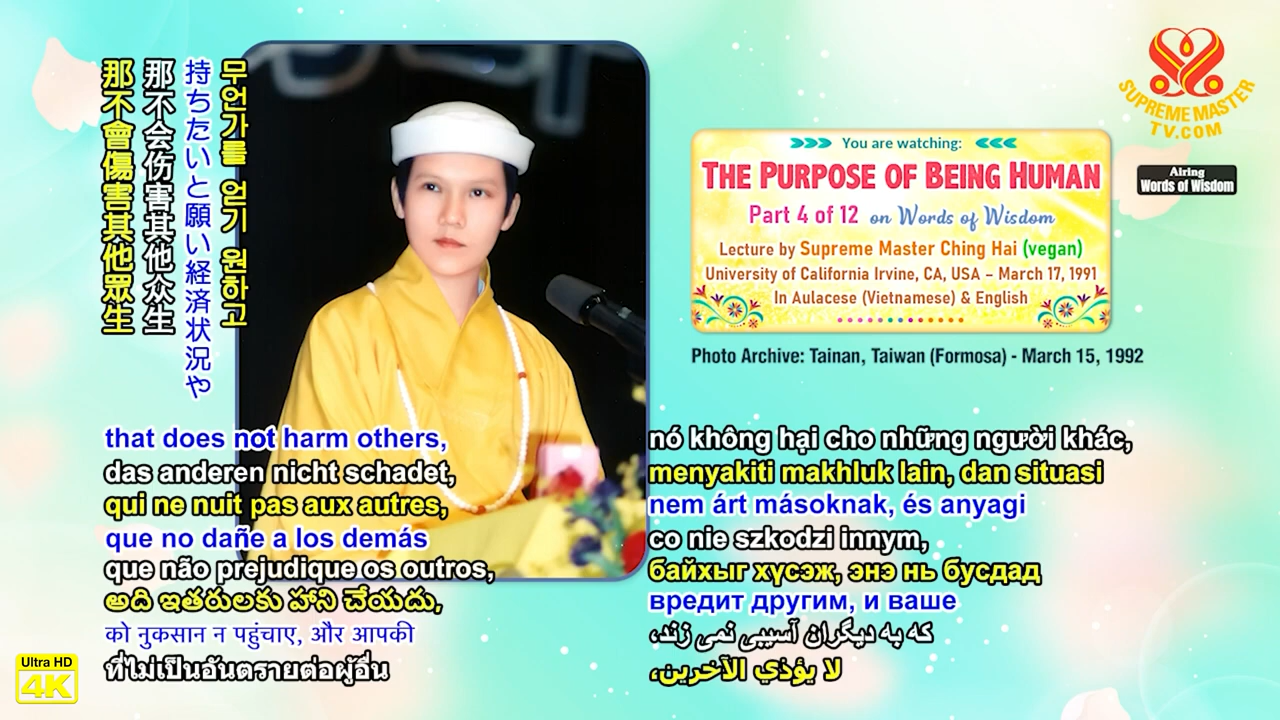 那不會傷害其他眾生
那不会伤害其他众生
持ちたいと願い経済状況や
무언가를 얻기 원하고
SUPREME MASTER
TV.COM
You are watching:
THE PURPOSE OF BEING HUMAN
Part 4 of 12 on Words of Wisdom
Lecture by Supreme Master Ching Hai (vegan)
University of California Irvine, CA, USA – March 17, 1991
In Aulacese (Vietnamese) & English
Airing
Words of Wisdom
Photo Archive: Tainan, Taiwan (Formosa) - March 15, 1992
that does not harm others,
das anderen nicht schadet,
qui ne nuit pas aux autres,
que no dañe a los demás
que não prejudique os outros,
అది ఇతరులకు హాని చేయదు,
को नुकसान न पहुंचाए, और आपकी
ที่ไม่เป็นอันตรายต่อผู้อื่น
nó không hại cho những người khác,
menyakiti makhluk lain, dan situasi
nem árt másoknak, és anyagi
co nie szkodzi innym,
байхыг хүсэж, энэ нь бусдад
вредит другим, и ваше
که به دیگران آسیبی نمی زند،
لا يؤذي الآخرين،
Ultra HD
4K